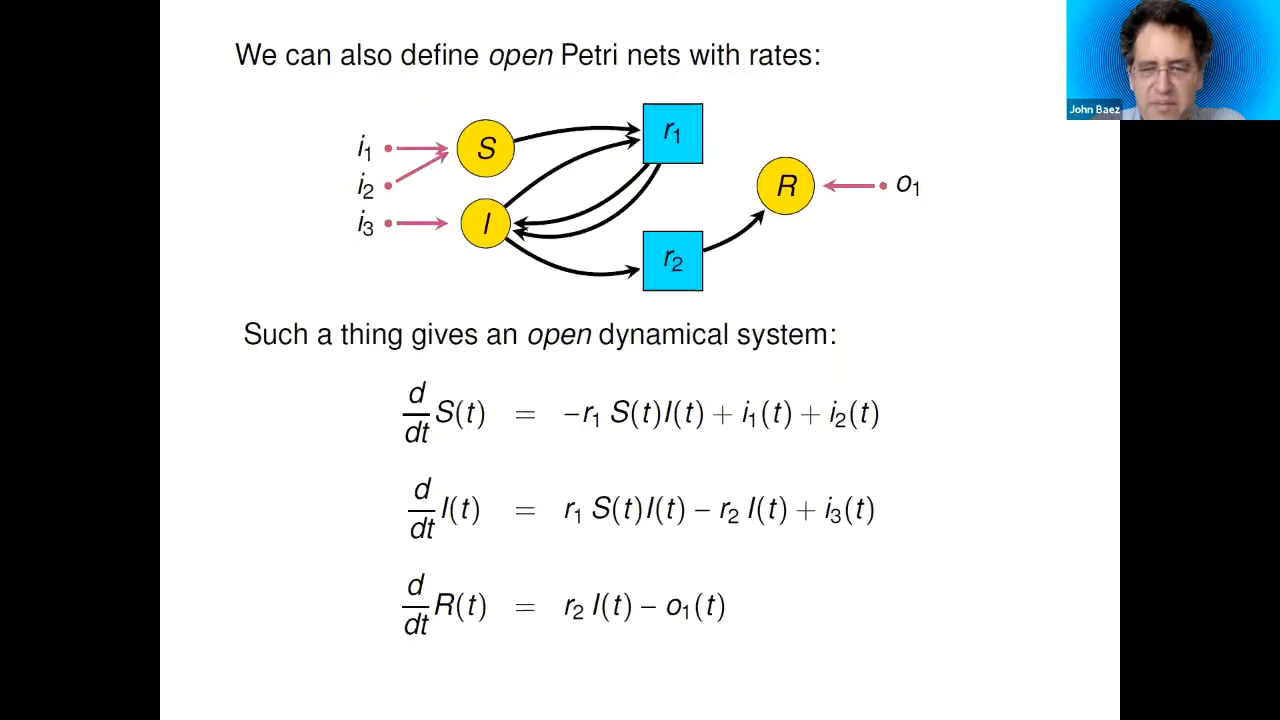 We can also define open Petri nets with rates:
John Baez
i₁
S
r₁
i₂
R
o₁
i₃
I
r₂
Such a thing gives an open dynamical system:
d/dt S(t) = −r₁ S(t)I(t) + i₁(t) + i₂(t)
d/dt I(t) = r₁ S(t)I(t) − r₂ I(t) + i₃(t)
d/dt R(t) = r₂ I(t) − o₁(t)